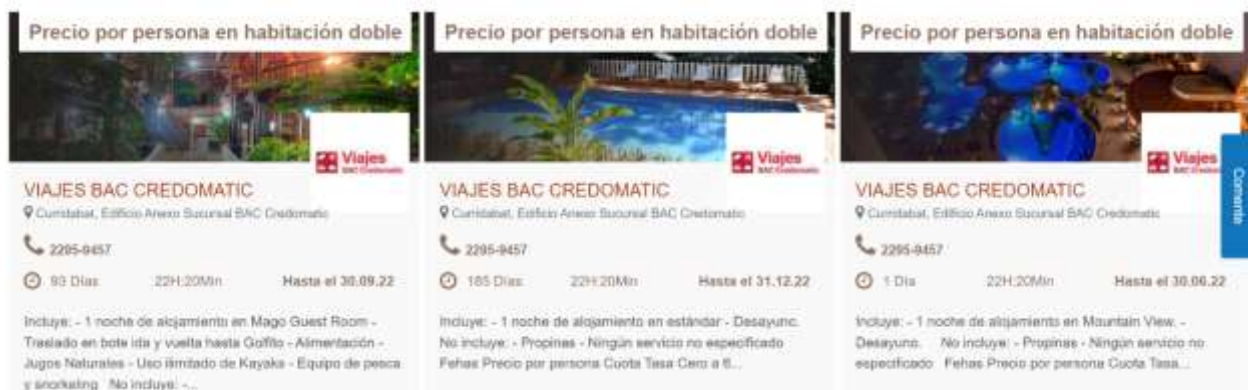 Precio por persona en habitación doble
Viajes
BAC Credomatic
VIAJES BAC CREDOMATIC
Curridabat, Edificio Anexo Sucursal BAC Credomatic
2295-9457
93 Días 22H:20Min Hasta el 30.09.22
Incluye: - 1 noche de alojamiento en Mago Guest Room -
Traslado en bote ida y vuelta hasta Golfito - Alimentación -
Jugos Naturales - Uso ilimitado de Kayaks - Equipo de pesca
y snorkeling No incluye: -...
Precio por persona en habitación doble
Viajes
BAC Credomatic
VIAJES BAC CREDOMATIC
Curridabat, Edificio Anexo Sucursal BAC Credomatic
2295-9457
185 Días 22H:20Min Hasta el 31.12.22
Incluye: - 1 noche de alojamiento en estándar - Desayuno.
No incluye: - Propinas - Ningún servicio no especificado
Fehas Precio por persona Cuota Tasa Cero a 6...
Precio por persona en habitación doble
Viajes
BAC Credomatic
VIAJES BAC CREDOMATIC
Curridabat, Edificio Anexo Sucursal BAC Credomatic
2295-9457
1 Día 22H:20Min Hasta el 30.06.22
Incluye: - 1 noche de alojamiento en Mountain View. -
Desayuno. No incluye: - Propinas - Ningún servicio no
especificado Fehas Precio por persona Cuota Tasa...
Comente